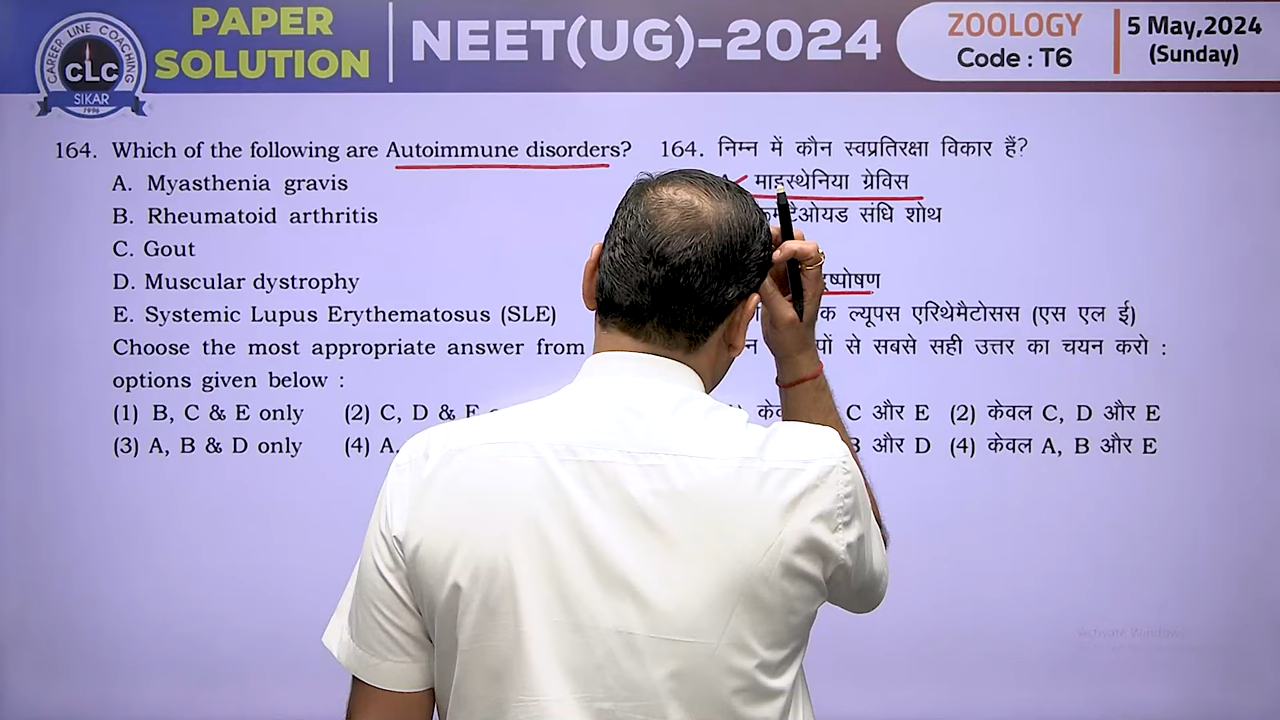 CAREER LINE COACHING
CLC
SIKAR
1996
PAPER
SOLUTION
NEET(UG)-2024
ZOOLOGY
Code : T6
5 May,2024
(Sunday)
164. Which of the following are Autoimmune disorders?
A. Myasthenia gravis
B. Rheumatoid arthritis
C. Gout
D. Muscular dystrophy
E. Systemic Lupus Erythematosus (SLE)
Choose the most appropriate answer from
options given below :
(1) B, C & E only (2) C, D & E
(3) A, B & D only (4) A,
164. निम्न में कौन स्वप्रतिरक्षा विकार हैं?
माइस्थेनिया ग्रेविस
संधि शोथ
ल्यूपस एरिथेमैटोसस (एस एल ई)
से सबसे सही उत्तर का चयन करो :
C और E (2) केवल C, D और E
B और D (4) केवल A, B और E
Activate Windows